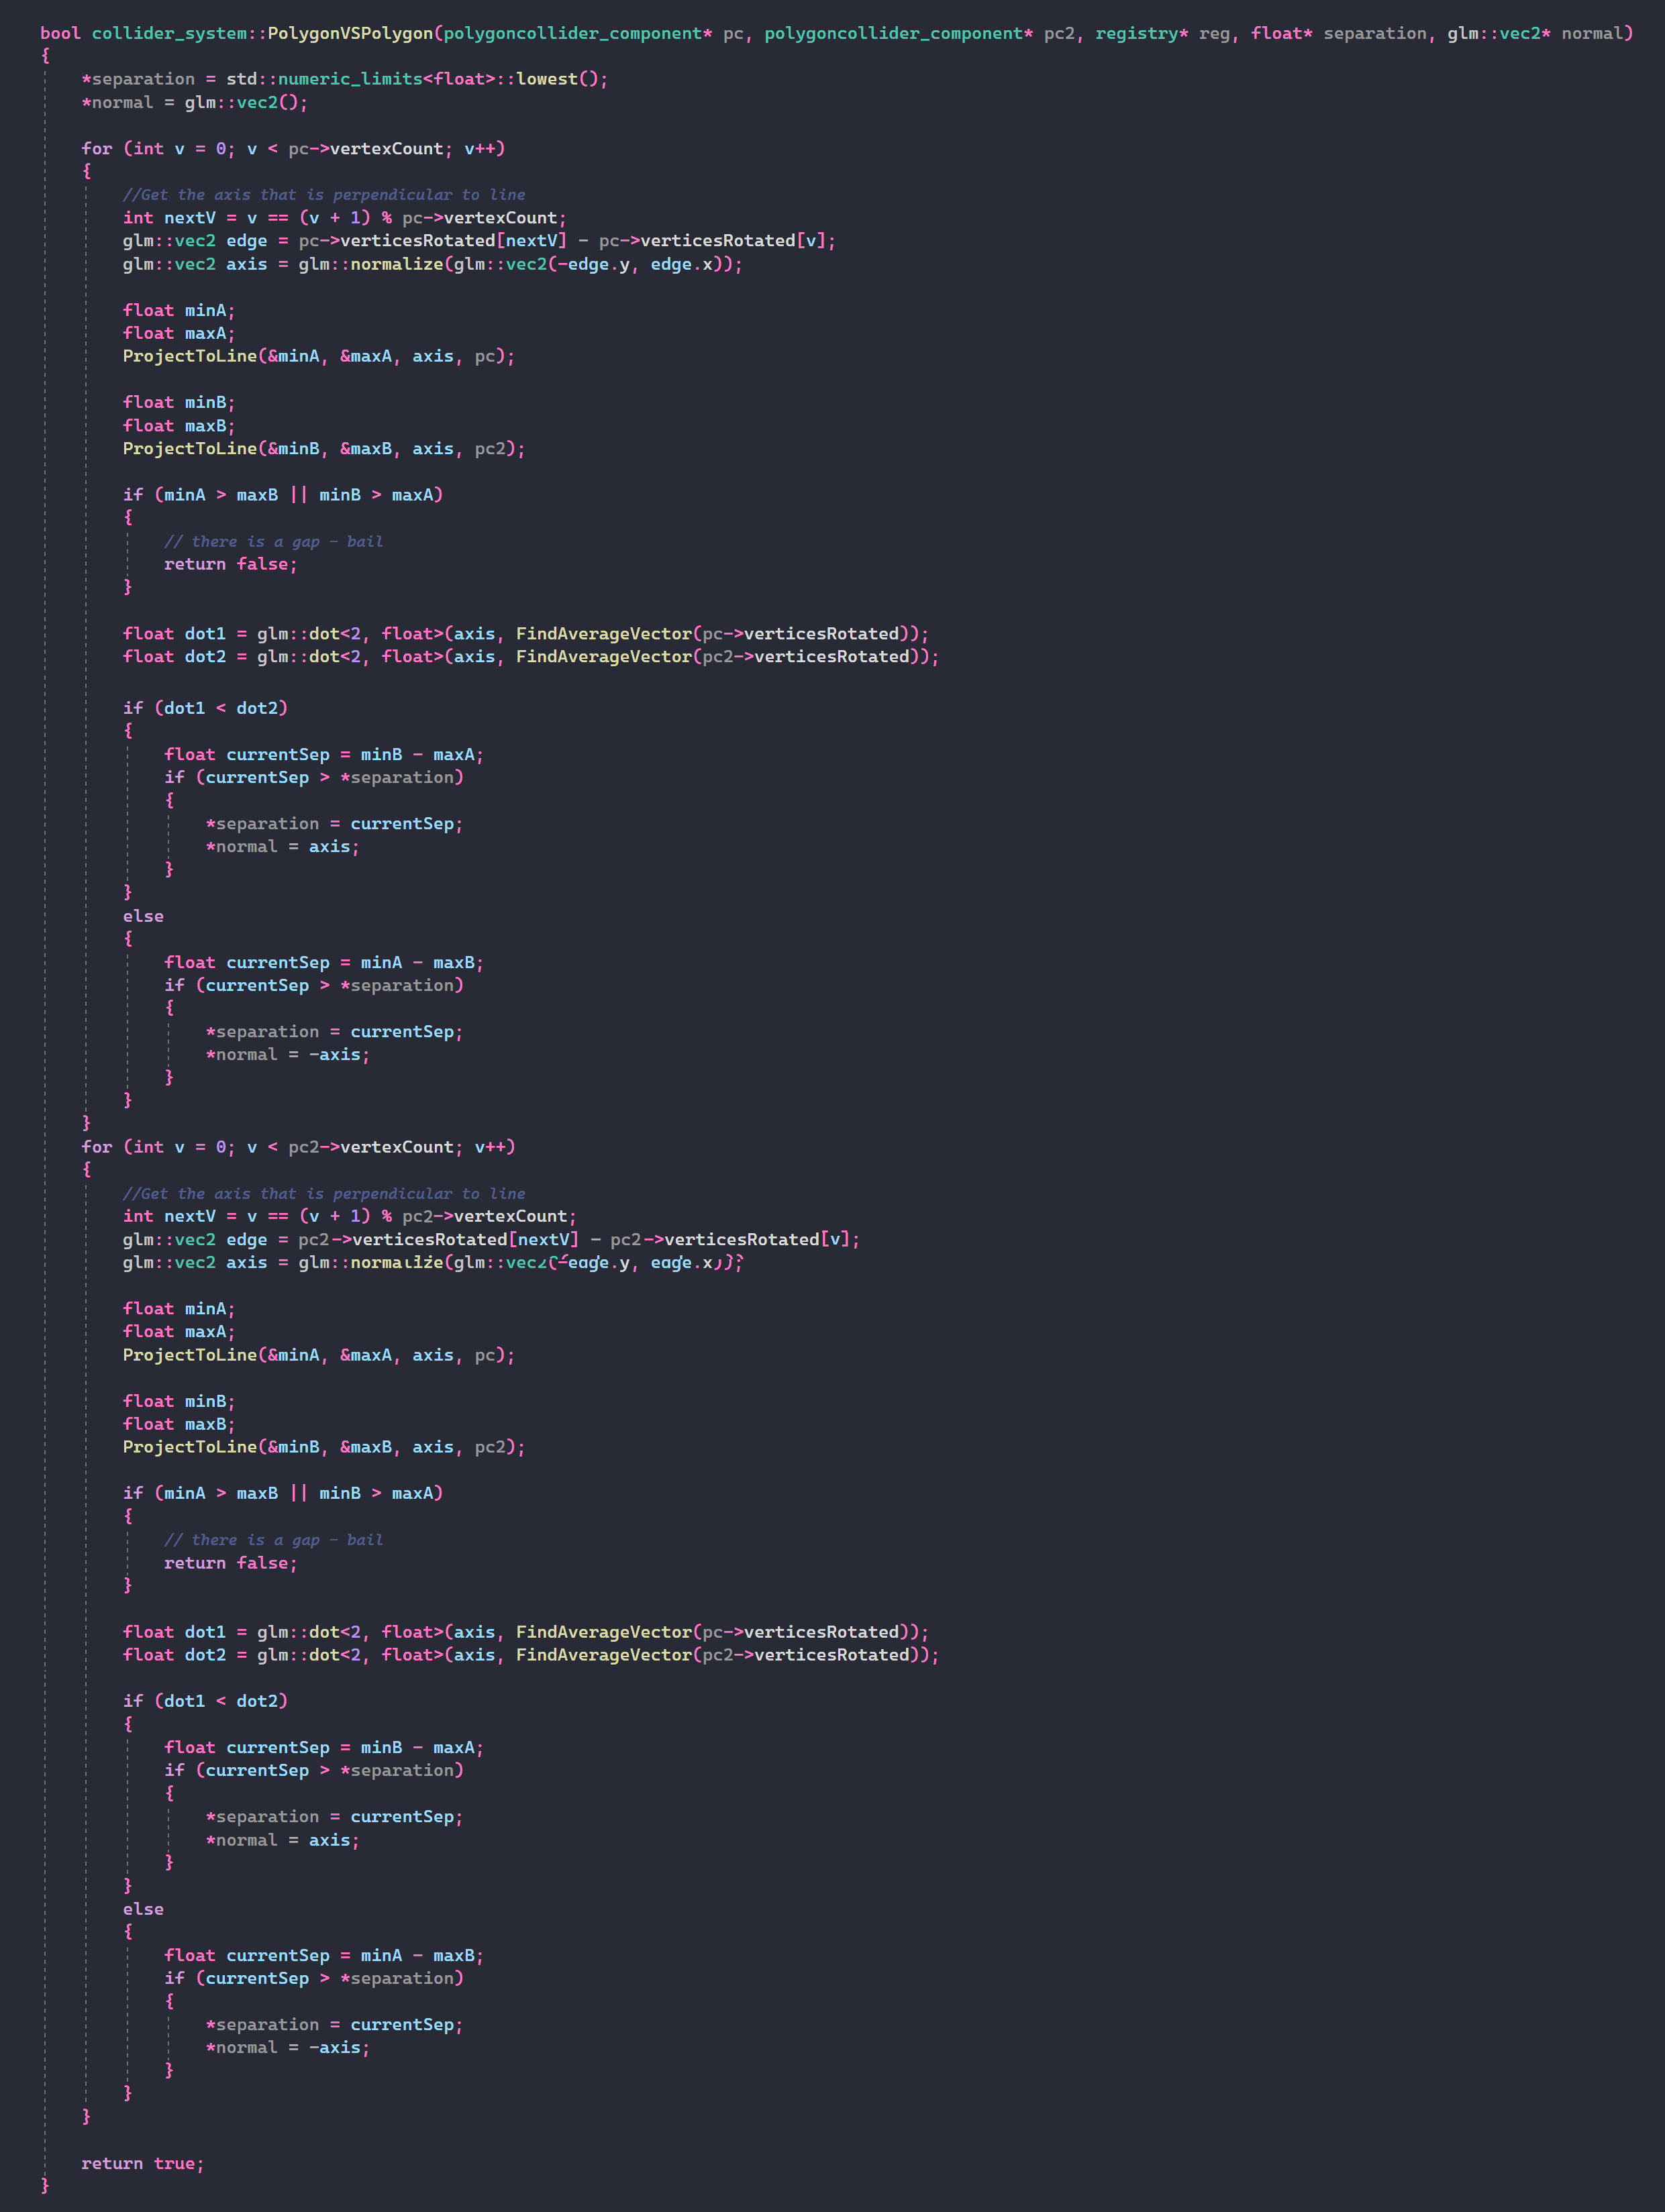 bool collider_system::PolygonVSPolygon(polygoncollider_component* pc, polygoncollider_component* pc2, registry* reg, float* separation, glm::vec2* normal)
{
    *separation = std::numeric_limits<float>::lowest();
    *normal = glm::vec2();

    for (int v = 0; v < pc->vertexCount; v++)
    {
        //Get the axis that is perpendicular to line
        int nextV = v == (v + 1) % pc->vertexCount;
        glm::vec2 edge = pc->verticesRotated[nextV] - pc->verticesRotated[v];
        glm::vec2 axis = glm::normalize(glm::vec2(-edge.y, edge.x));

        float minA;
        float maxA;
        ProjectToLine(&minA, &maxA, axis, pc);

        float minB;
        float maxB;
        ProjectToLine(&minB, &maxB, axis, pc2);

        if (minA > maxB || minB > maxA)
        {
            // there is a gap - bail
            return false;
        }

        float dot1 = glm::dot<2, float>(axis, FindAverageVector(pc->verticesRotated));
        float dot2 = glm::dot<2, float>(axis, FindAverageVector(pc2->verticesRotated));

        if (dot1 < dot2)
        {
            float currentSep = minB - maxA;
            if (currentSep > *separation)
            {
                *separation = currentSep;
                *normal = axis;
            }
        }
        else
        {
            float currentSep = minA - maxB;
            if (currentSep > *separation)
            {
                *separation = currentSep;
                *normal = -axis;
            }
        }
    }
    for (int v = 0; v < pc2->vertexCount; v++)
    {
        //Get the axis that is perpendicular to line
        int nextV = v == (v + 1) % pc2->vertexCount;
        glm::vec2 edge = pc2->verticesRotated[nextV] - pc2->verticesRotated[v];
        glm::vec2 axis = glm::normalize(glm::vec2(-edge.y, edge.x));

        float minA;
        float maxA;
        ProjectToLine(&minA, &maxA, axis, pc);

        float minB;
        float maxB;
        ProjectToLine(&minB, &maxB, axis, pc2);

        if (minA > maxB || minB > maxA)
        {
            // there is a gap - bail
            return false;
        }

        float dot1 = glm::dot<2, float>(axis, FindAverageVector(pc->verticesRotated));
        float dot2 = glm::dot<2, float>(axis, FindAverageVector(pc2->verticesRotated));

        if (dot1 < dot2)
        {
            float currentSep = minB - maxA;
            if (currentSep > *separation)
            {
                *separation = currentSep;
                *normal = axis;
            }
        }
        else
        {
            float currentSep = minA - maxB;
            if (currentSep > *separation)
            {
                *separation = currentSep;
                *normal = -axis;
            }
        }
    }

    return true;
}